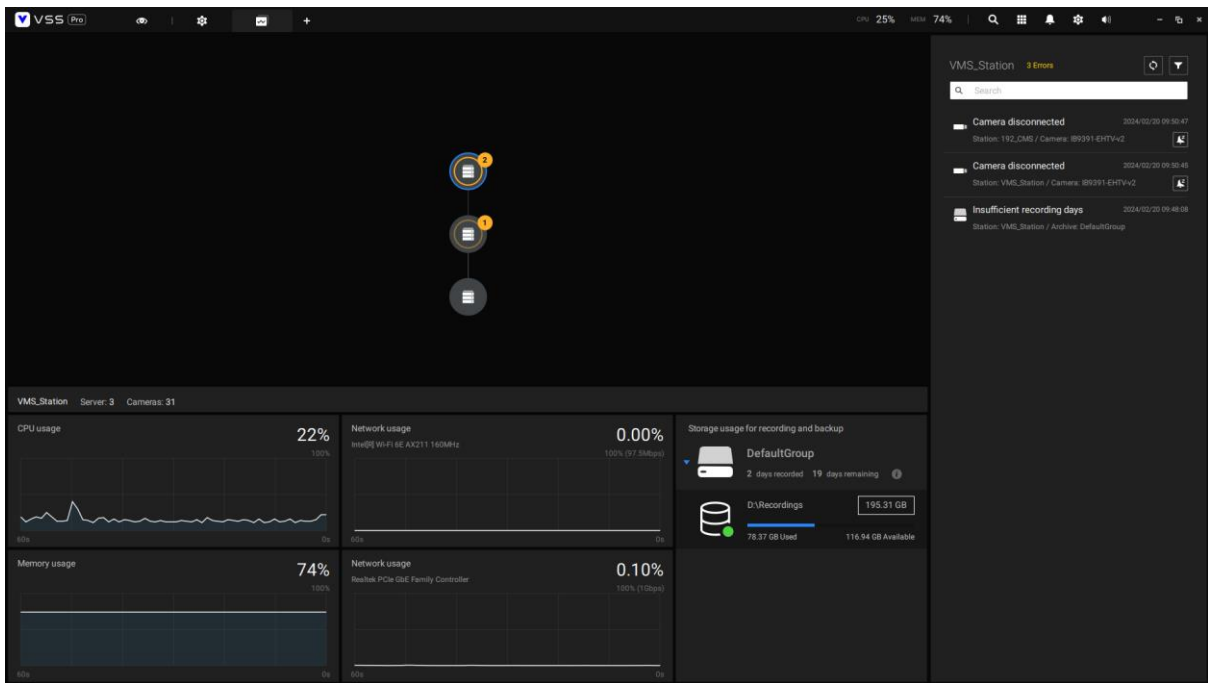 VSS Pro
CPU 25% MEM 74%
2
1
VMS_Station 3 Errors
Search
Camera disconnected 2024/02/20 09:50:47
Station: 192_CMS / Camera: IB9391-EHTV-v2
Camera disconnected 2024/02/20 09:50:46
Station: VMS_Station / Camera: IB9391-EHTV-v2
Insufficient recording days 2024/02/20 09:48:08
Station: VMS_Station / Archive: DefaultGroup
VMS_Station Server: 3 Cameras: 31
CPU usage 22%
100%
60s 0s
Network usage 0.00%
Intel[R] Wi-Fi 6E AX211 160MHz 100% (97.5Mbps)
60s 0s
Storage usage for recording and backup
DefaultGroup
2 days recorded 19 days remaining
D:\Recordings 195.31 GB
78.37 GB Used 116.94 GB Available
Memory usage 74%
100%
60s 0s
Network usage 0.10%
Realtek PCIe GbE Family Controller 100% (1Gbps)
60s 0s